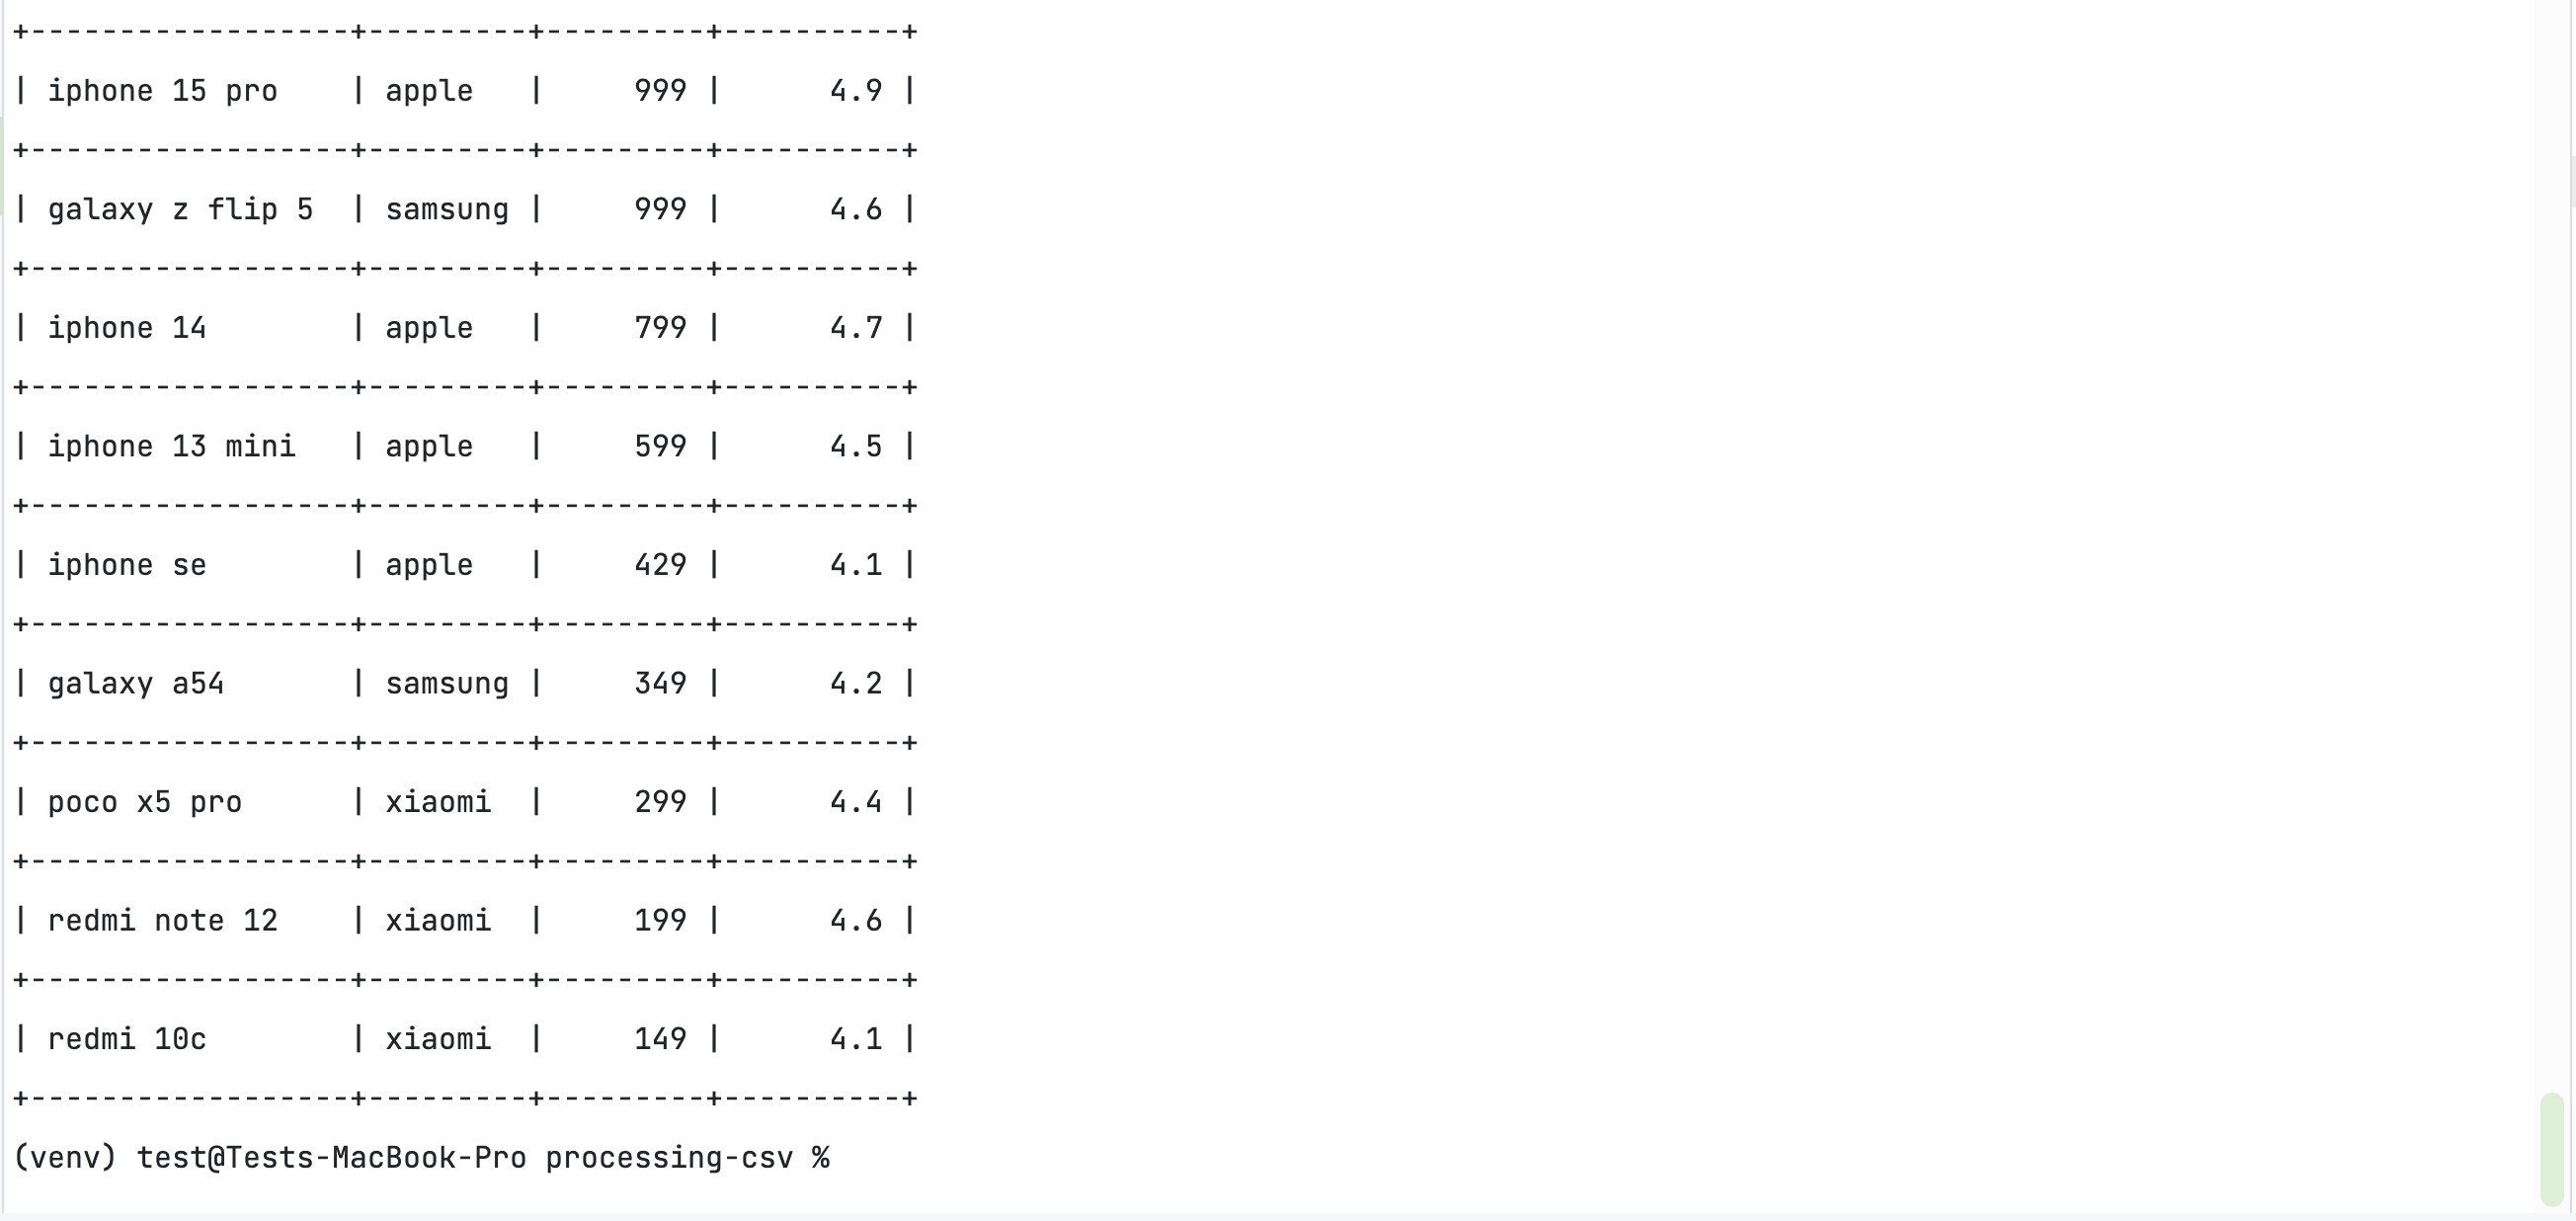 +------------------+---------+---------+----------+
| iphone 15 pro    | apple   |     999 |      4.9 |
+------------------+---------+---------+----------+
| galaxy z flip 5  | samsung |     999 |      4.6 |
+------------------+---------+---------+----------+
| iphone 14        | apple   |     799 |      4.7 |
+------------------+---------+---------+----------+
| iphone 13 mini   | apple   |     599 |      4.5 |
+------------------+---------+---------+----------+
| iphone se        | apple   |     429 |      4.1 |
+------------------+---------+---------+----------+
| galaxy a54       | samsung |     349 |      4.2 |
+------------------+---------+---------+----------+
| poco x5 pro      | xiaomi  |     299 |      4.4 |
+------------------+---------+---------+----------+
| redmi note 12    | xiaomi  |     199 |      4.6 |
+------------------+---------+---------+----------+
| redmi 10c        | xiaomi  |     149 |      4.1 |
+------------------+---------+---------+----------+
(venv) test@Tests-MacBook-Pro processing-csv %